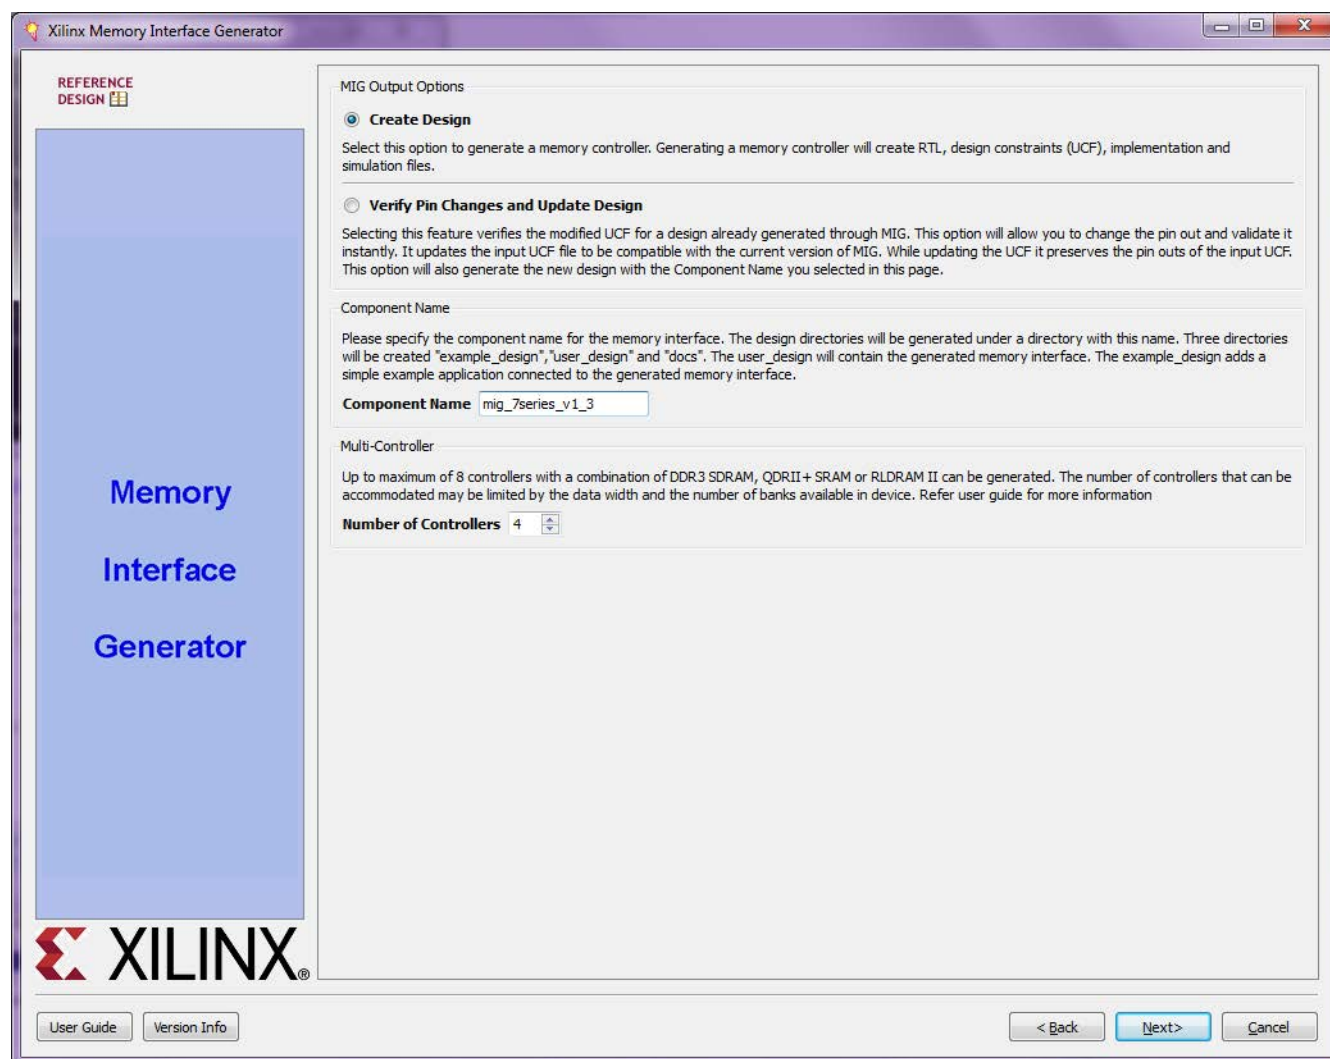 Xilinx Memory Interface Generator
REFERENCE
DESIGN
Memory
Interface
Generator
XILINX®
MIG Output Options
Create Design
Select this option to generate a memory controller. Generating a memory controller will create RTL, design constraints (UCF), implementation and
simulation files.
Verify Pin Changes and Update Design
Selecting this feature verifies the modified UCF for a design already generated through MIG. This option will allow you to change the pin out and validate it
instantly. It updates the input UCF file to be compatible with the current version of MIG. While updating the UCF it preserves the pin outs of the input UCF.
This option will also generate the new design with the Component Name you selected in this page.
Component Name
Please specify the component name for the memory interface. The design directories will be generated under a directory with this name. Three directories
will be created "example_design","user_design" and "docs". The user_design will contain the generated memory interface. The example_design adds a
simple example application connected to the generated memory interface.
Component Name mig_7series_v1_3
Multi-Controller
Up to maximum of 8 controllers with a combination of DDR3 SDRAM, QDRII+ SRAM or RLDRAM II can be generated. The number of controllers that can be
accommodated may be limited by the data width and the number of banks available in device. Refer user guide for more information
Number of Controllers 4
User Guide Version Info < Back Next> Cancel